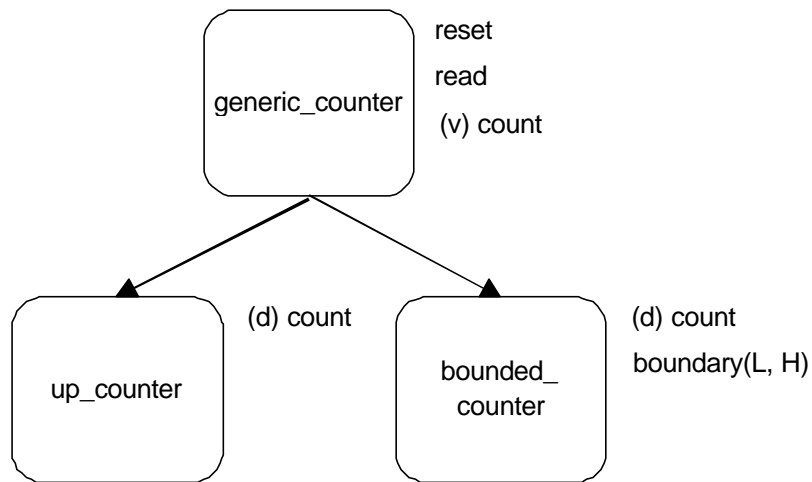 reset
read
generic_counter
(v) count
(d) count
up_counter
(d) count
boundary(L, H)
bounded_
counter